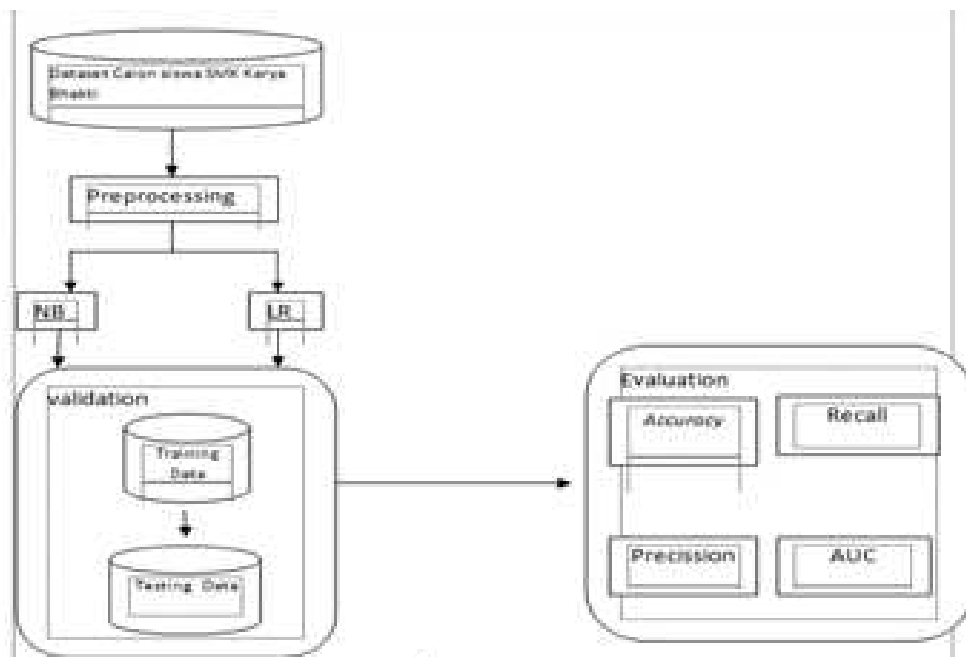 Dataset Calon siswa SMK Karya
Bhakti
Preprocessing
NB
LR
validation
Training
Data
Testing Data
Evaluation
Accuracy
Recall
Precission
AUC